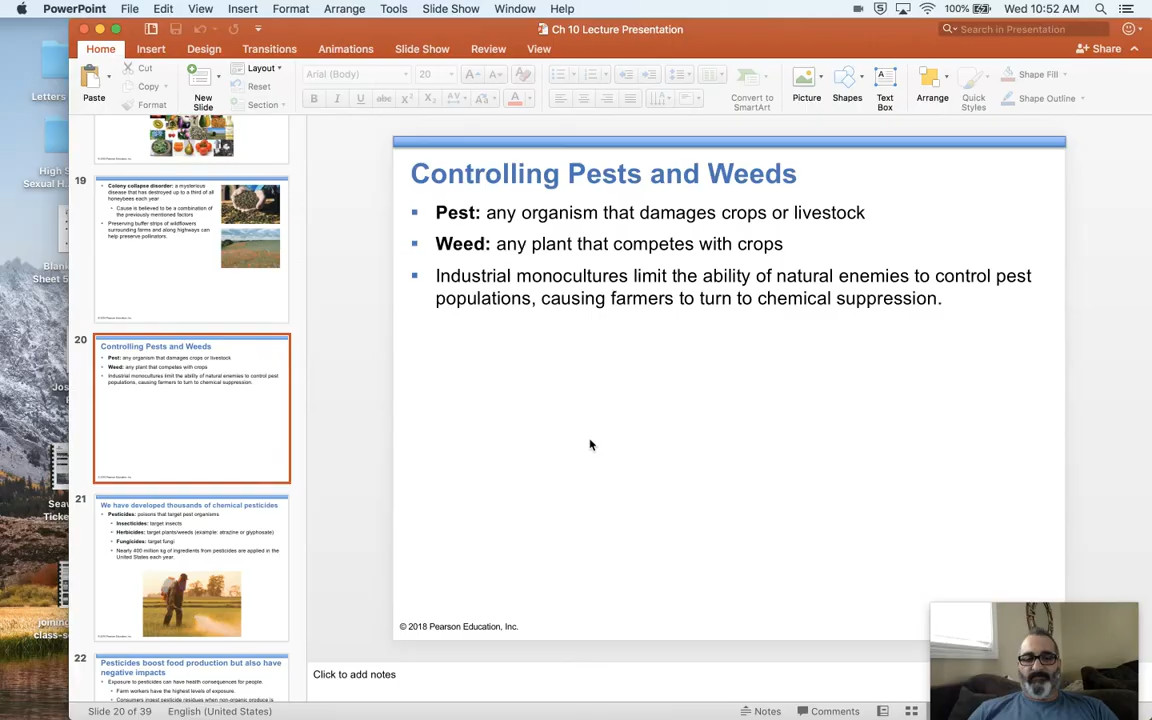 PowerPoint File Edit View Insert Format Arrange Tools Slide Show Window Help 100% Wed 10:52 AM
Ch 10 Lecture Presentation
Search in Presentation
Home Insert Design Transitions Animations Slide Show Review View
Share
Paste
Cut
Copy
Format
New
Slide
Layout
Reset
Section
Arial (Body)
20
B I U abc X² X₂ AV Aa A
Convert to
SmartArt
Picture
Shapes
Text
Box
Arrange
Quick
Styles
Shape Fill
Shape Outline
Letters
High S
Sexual H.
Blan
Sheet 5
Jos
Seav
Ticke
joinin
class-s
19
Colony collapse disorder: a mysterious
disease that has destroyed up to a third of all
honeybees each year
Cause is believed to be a combination of
the previously mentioned factors
Preserving buffer strips of wildflowers
surrounding farms and along highways can
help preserve pollinators.
20
Controlling Pests and Weeds
Pest: any organism that damages crops or livestock
Weed: any plant that competes with crops
Industrial monocultures limit the ability of natural enemies to control pest
populations, causing farmers to turn to chemical suppression.
21
We have developed thousands of chemical pesticides
Pesticides: poisons that target pest organisms
Insecticides: target insects
Herbicides: target plants/weeds (example: atrazine or glyphosate)
Fungicides: target fungi
Nearly 400 million kg of ingredients from pesticides are applied in the
United States each year.
22
Pesticides boost food production but also have
negative impacts
Exposure to pesticides can have health consequences for people.
Farm workers have the highest levels of exposure.
Consumers ingest pesticide residues when non-organic produce is
Controlling Pests and Weeds
Pest: any organism that damages crops or livestock
Weed: any plant that competes with crops
Industrial monocultures limit the ability of natural enemies to control pest
populations, causing farmers to turn to chemical suppression.
© 2018 Pearson Education, Inc.
Click to add notes
Slide 20 of 39 English (United States)
Notes Comments